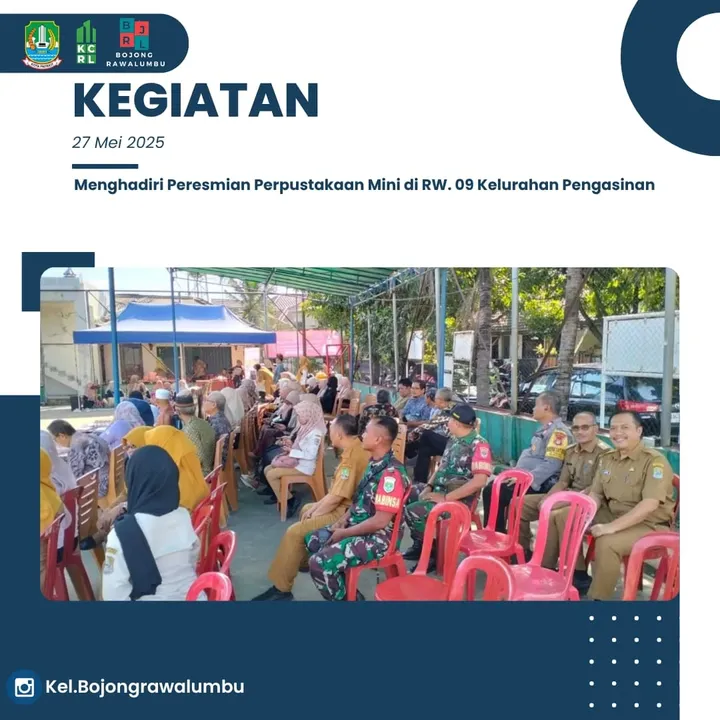 KCRL
BJRL
BOJONG
RAWALUMBU
KEGIATAN
27 Mei 2025
Menghadiri Peresmian Perpustakaan Mini di RW. 09 Kelurahan Pengasinan
BABINSA
Kel.Bojongrawalumbu